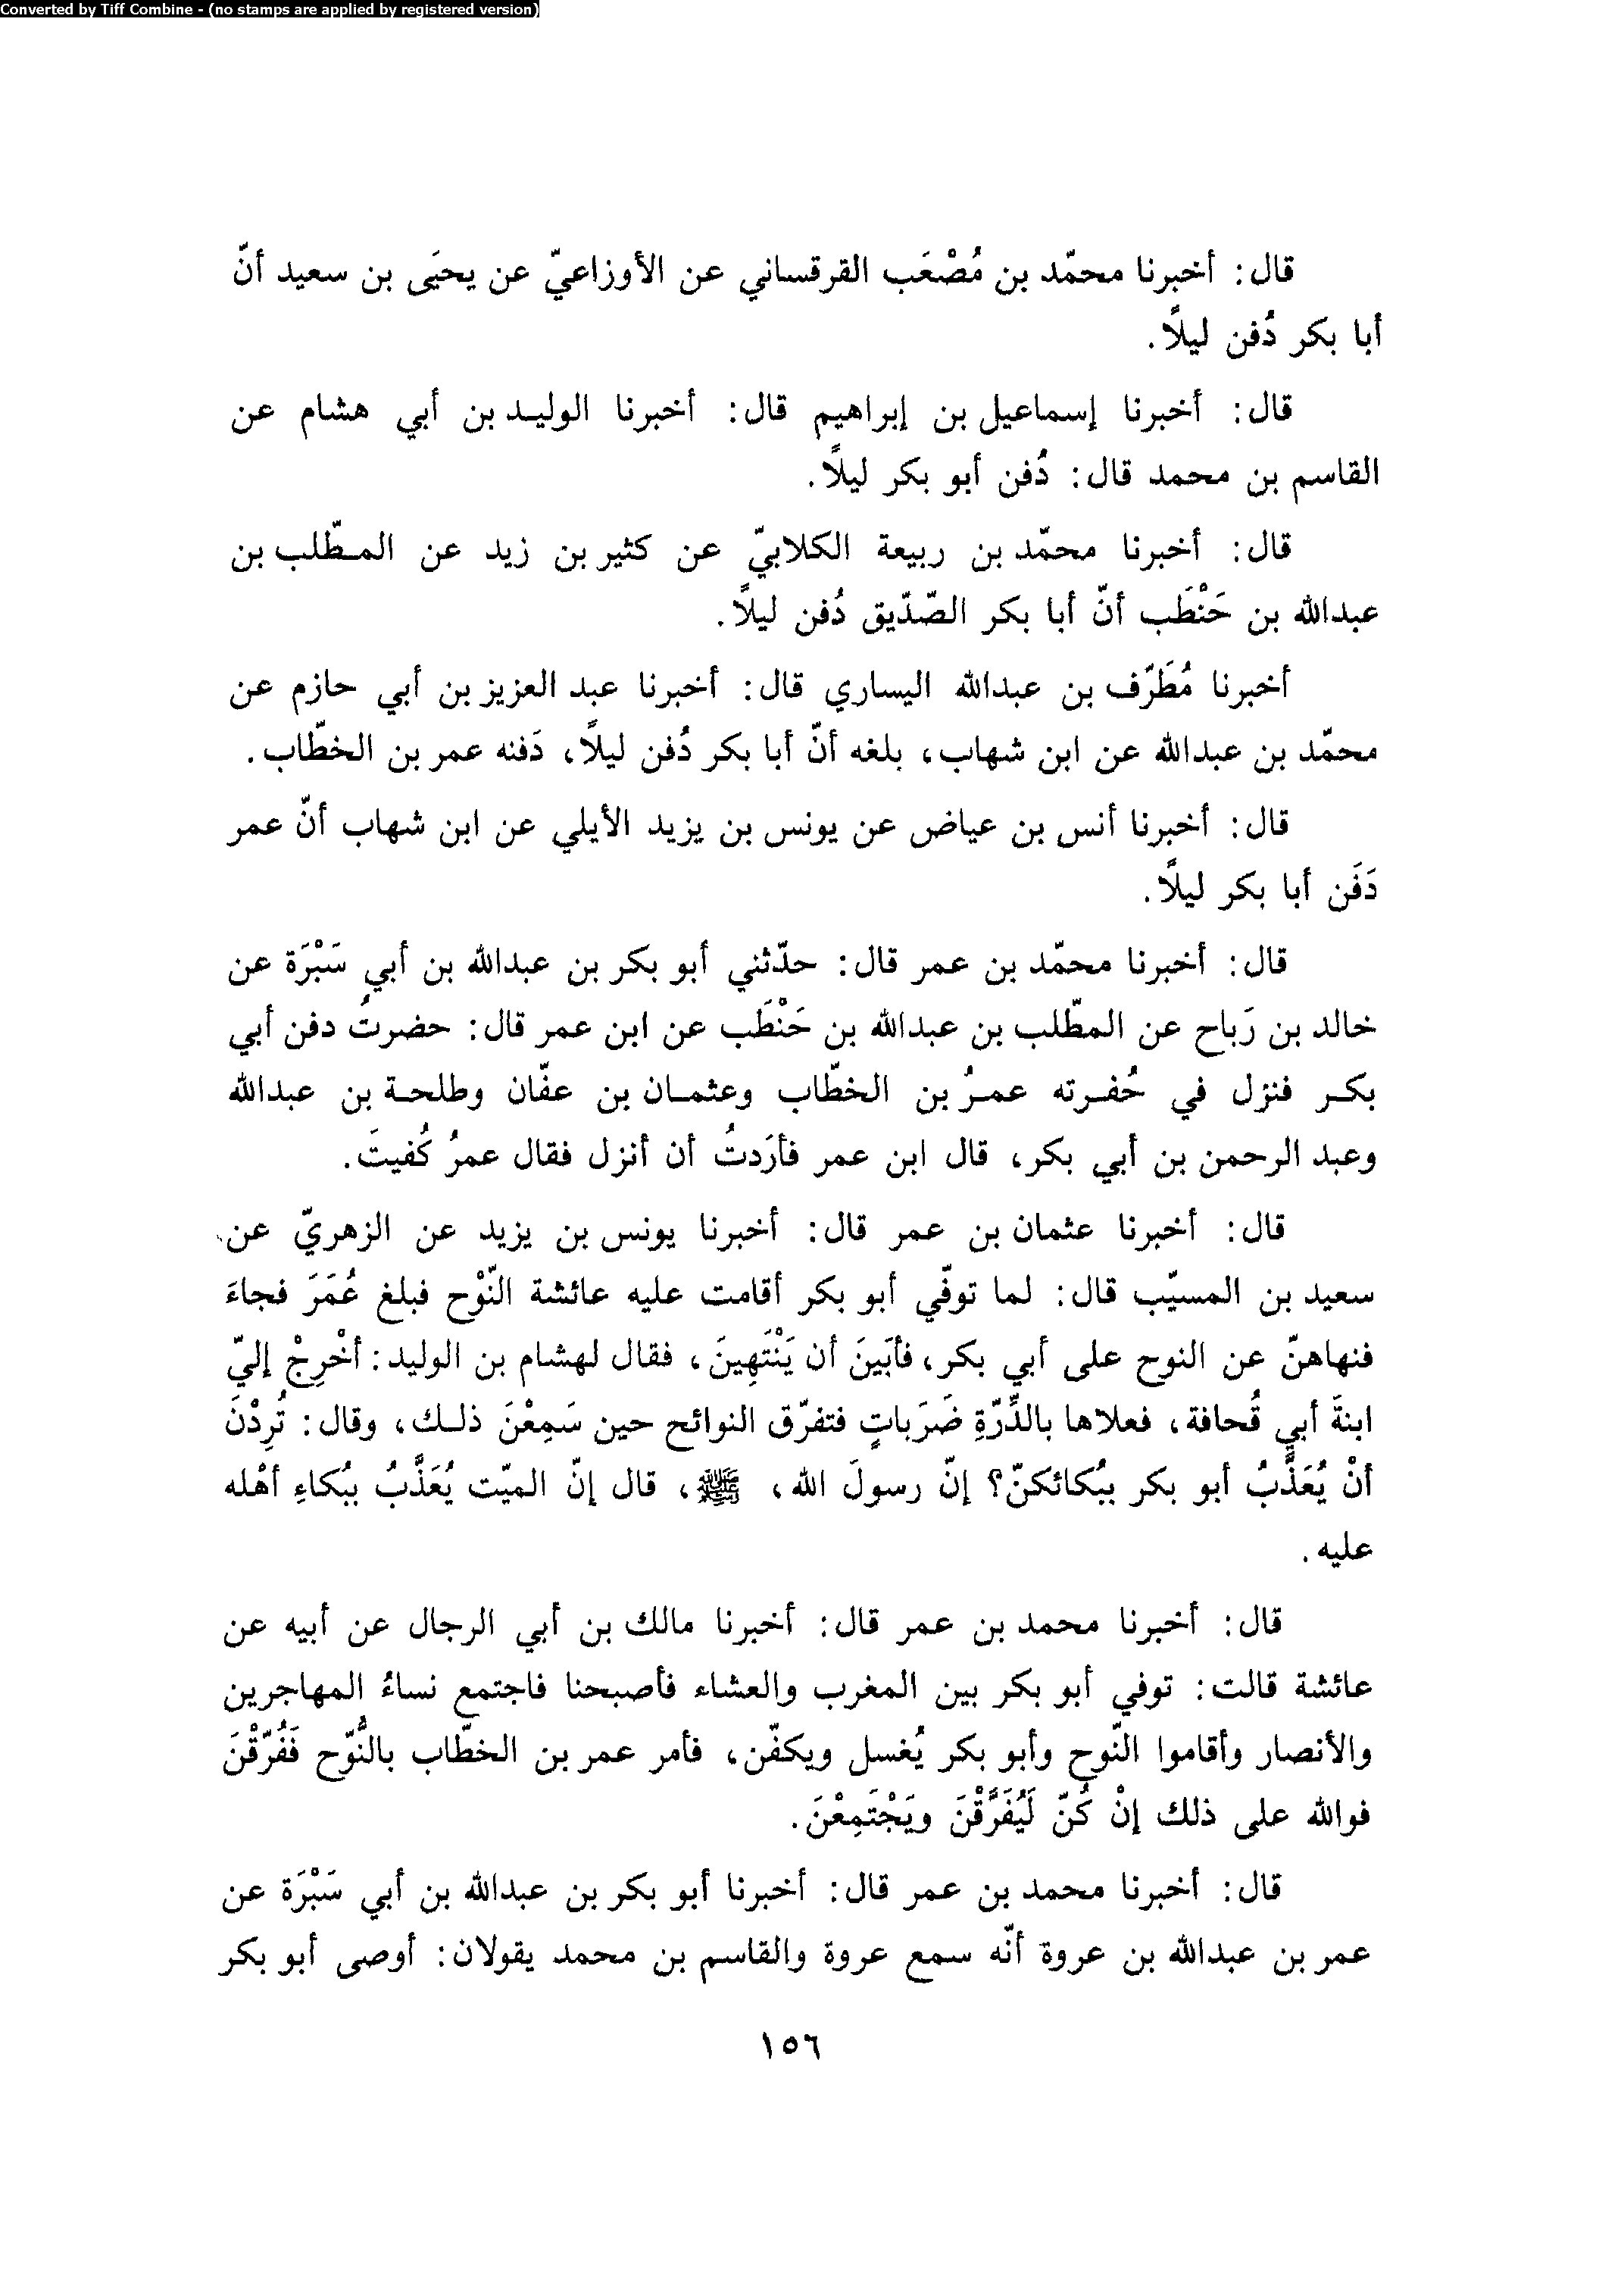 Converted by Tiff Combine - (no stamps are applied by registered version)
قال: أخبرنا محمّد بن مُصْعَب القرقساني عن الأوزاعيّ عن يحيَى بن سعيد أنّ
أبا بكر دُفن ليلًا.
قال: أخبرنا إسماعيل بن إبراهيم قال: أخبرنا الوليد بن أبي هشام عن
القاسم بن محمد قال: دُفن أبو بكر ليلًا.
قال: أخبرنا محمّد بن ربيعة الكلابيّ عن كثير بن زيد عن المطّلب بن
عبدالله بن حَنْطَب أنّ أبا بكر الصّدّيق دُفن ليلًا.
أخبرنا مُطَرّف بن عبدالله اليساري قال: أخبرنا عبد العزيز بن أبي حازم عن
محمّد بن عبدالله عن ابن شهاب، بلغه أنّ أبا بكر دُفن ليلًا، دَفنه عمر بن الخطّاب.
قال: أخبرنا أنس بن عياض عن يونس بن يزيد الأيلي عن ابن شهاب أنّ عمر
دَفَن أبا بكر ليلًا.
قال: أخبرنا محمّد بن عمر قال: حدّثني أبو بكر بن عبدالله بن أبي سَبْرَة عن
خالد بن رَباح عن المطّلب بن عبدالله بن حَنْطَب عن ابن عمر قال: حضرتُ دفن أبي
بكر فنزل في حُفرته عمرُ بن الخطّاب وعثمان بن عفّان وطلحة بن عبدالله
وعبد الرحمن بن أبي بكر، قال ابن عمر فأرَدتُ أن أنزل فقال عمرُ كُفيتَ.
قال: أخبرنا عثمان بن عمر قال: أخبرنا يونس بن يزيد عن الزهريّ عن
سعيد بن المسيّب قال: لما توفّي أبو بكر أقامت عليه عائشة النّوْح فبلغ عُمَرَ فجاءَ
فنهاهنّ عن النوح على أبي بكر، فأبَينَ أن يَنْتَهِينَ، فقال لهشام بن الوليد: أخْرِجْ إليّ
ابنةَ أبي قُحافة، فعلاها بالدِّرّةِ ضَرَباتٍ فتفرّق النوائح حين سَمِعْنَ ذلك، وقال: تُرِدْنَ
أنْ يُعَذَّبُ أبو بكر ببُكائكنّ؟ إنّ رسولَ الله، ﷺ، قال إنّ الميّت يُعَذَّبُ ببُكاءِ أهْله
عليه.
قال: أخبرنا محمد بن عمر قال: أخبرنا مالك بن أبي الرجال عن أبيه عن
عائشة قالت: توفي أبو بكر بين المغرب والعشاء فأصبحنا فاجتمع نساءُ المهاجرين
والأنصار وأقاموا النّوح وأبو بكر يُغسل ويكفّن، فأمر عمر بن الخطّاب بالنُّوّح فَفُرّقْنَ
فوالله على ذلك إنْ كُنّ لَيُفَرَّقْنَ ويَجْتَمِعْنَ.
قال: أخبرنا محمد بن عمر قال: أخبرنا أبو بكر بن عبدالله بن أبي سَبْرَة عن
عمر بن عبدالله بن عروة أنّه سمع عروة والقاسم بن محمد يقولان: أوصى أبو بكر
١٥٦